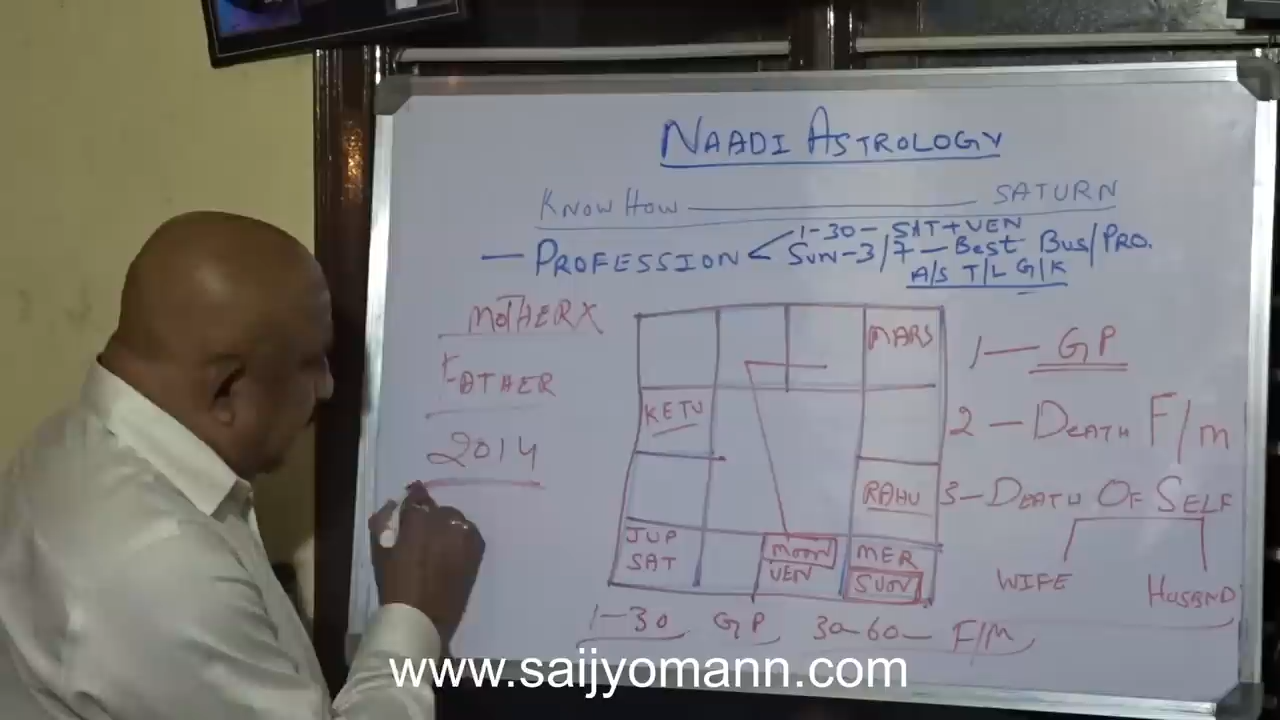 NAADI ASTROLOGY
KNOW HOW ——— SATURN
— PROFESSION < 1-30- SAT+VEN
SUN-3/7- Best Bus/PRO.
A/S T/L G/K
MOTHER X
FATHER
2014
MARS
KETU
RAHU
JUP
SAT
MOON
VEN
MER
SUN
1— GP
2 - DEATH F/m
3-DEATH OF SELF
WIFE HUSBND
1-30 GP 30-60- F/M
www.saijyomann.com